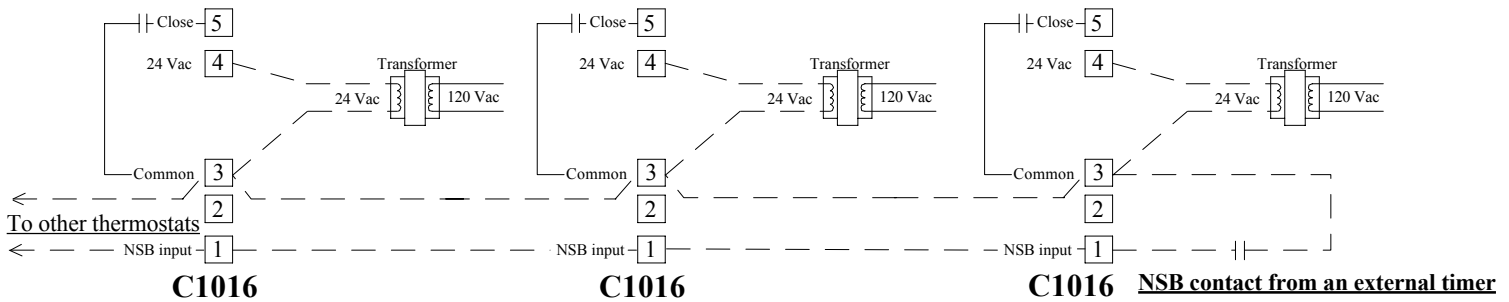 Close 5 Close 5 Close 5
24 Vac 4 24 Vac 4 24 Vac 4
Transformer Transformer Transformer
24 Vac 120 Vac 24 Vac 120 Vac 24 Vac 120 Vac
Common 3 Common 3 Common 3
2 2 2
To other thermostats
NSB input 1 NSB input 1 NSB input 1
C1016 C1016 C1016 NSB contact from an external timer